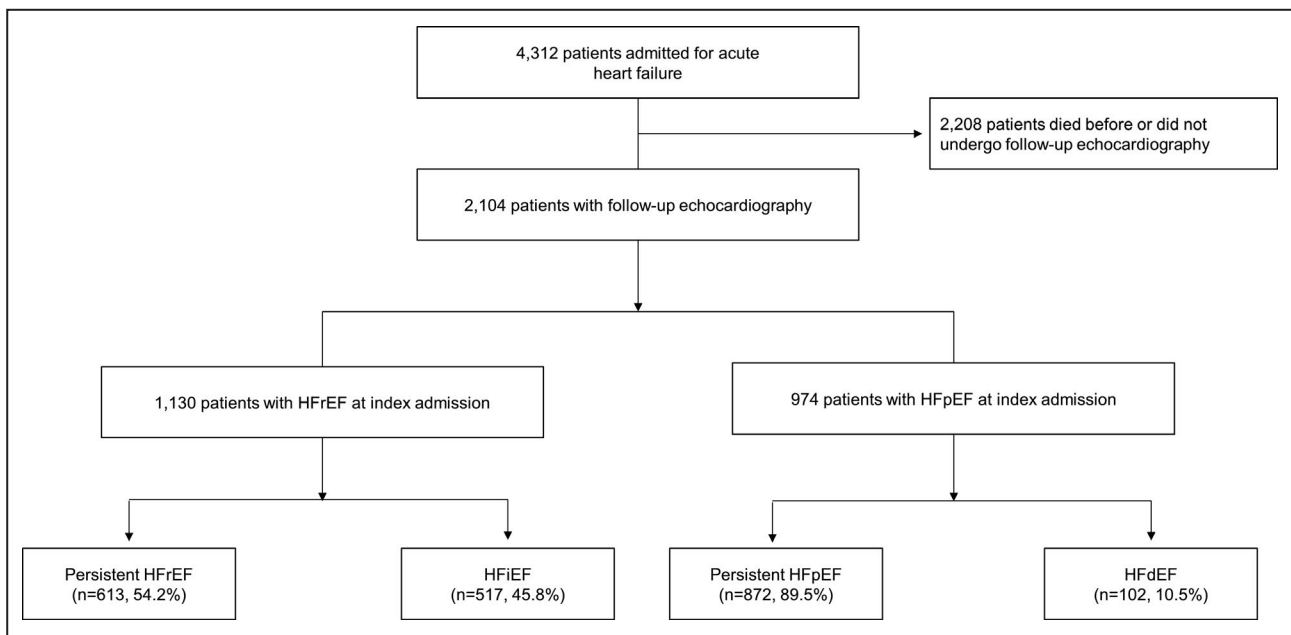 4,312 patients admitted for acute
heart failure
2,208 patients died before or did not
undergo follow-up echocardiography
2,104 patients with follow-up echocardiography
1,130 patients with HFrEF at index admission
974 patients with HFpEF at index admission
Persistent HFrEF
(n=613, 54.2%)
HFiEF
(n=517, 45.8%)
Persistent HFpEF
(n=872, 89.5%)
HFdEF
(n=102, 10.5%)